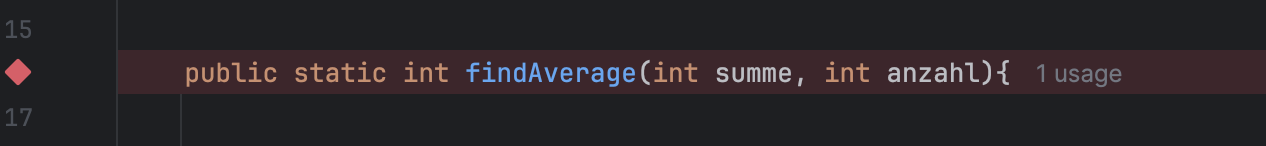 15
public static int findAverage(int summe, int anzahl){ 1 usage
17